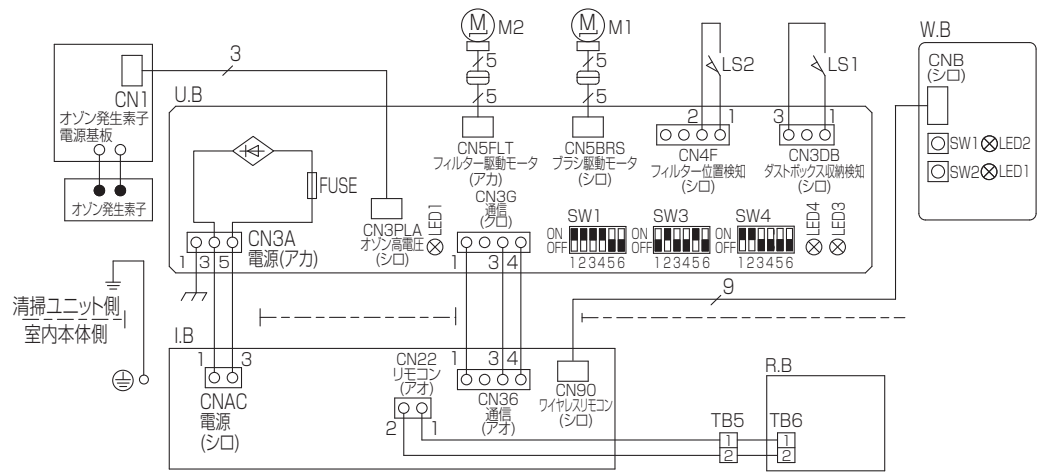 CN1
オゾン発生素子
電源基板
オゾン発生素子
3
M
M2
5
5
M
M1
5
5
LS2
LS1
U.B
FUSE
CN3A
電源(アカ)
1
3
5
CN3PLA
オゾン高電圧
(シロ)
LED1
CN5FLT
フィルター駆動モータ
(アカ)
CN3G
通信
(クロ)
1
3
4
CN5BRS
ブラシ駆動モータ
(シロ)
2
1
CN4F
フィルター位置検知
(シロ)
3
1
CN3DB
ダストボックス収納検知
(シロ)
SW1
ON
OFF
123456
SW3
ON
OFF
123456
SW4
ON
OFF
123456
LED4
LED3
W.B
CNB
(シロ)
SW1
LED2
SW2
LED1
9
清掃ユニット側
室内本体側
I.B
1
3
CNAC
電源
(シロ)
CN22
リモコン
(アオ)
2
1
1
3
4
CN36
通信
(アオ)
CN90
ワイヤレスリモコン
(シロ)
R.B
TB5
1
2
TB6
1
2